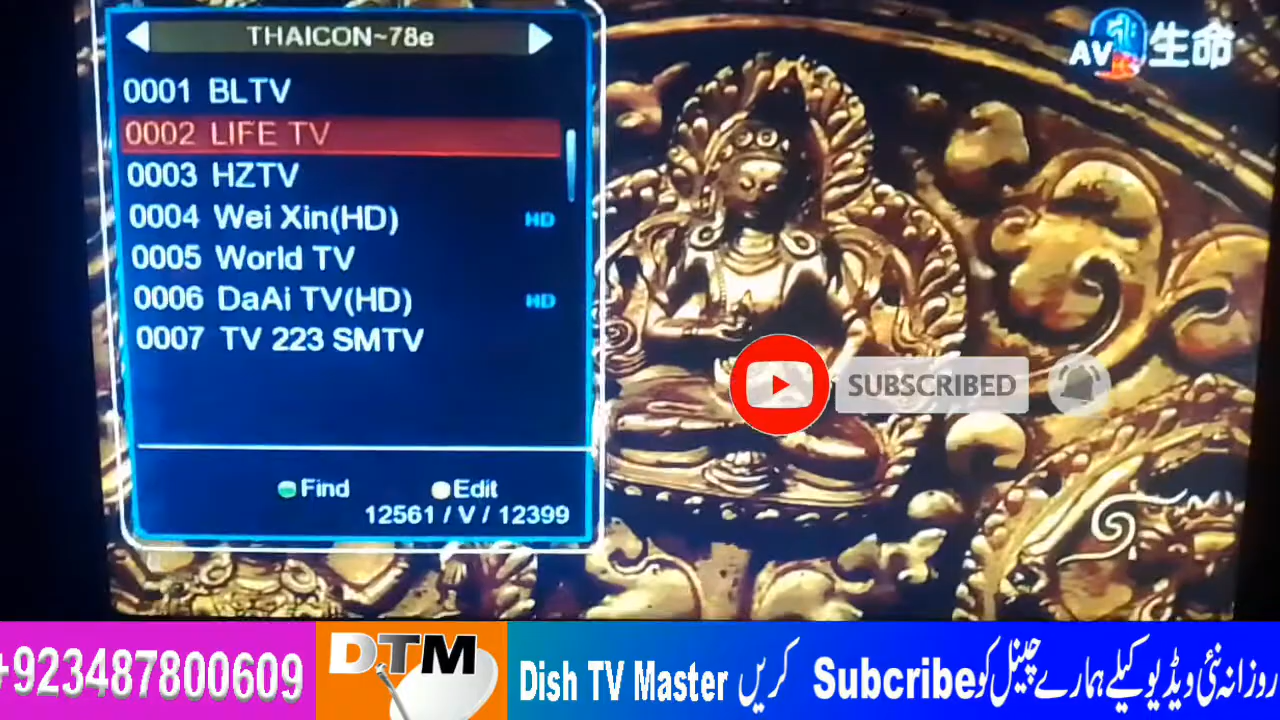 THAICON~78e
0001 BLTV
0002 LIFE TV
0003 HZTV
0004 Wei Xin(HD) HD
0005 World TV
0006 DaAi TV(HD) HD
0007 TV 223 SMTV
Find Edit
12561 / V / 12399
AV 生命
SUBSCRIBED
+923487800609
DTM
روزانہ نئی ویڈیو کیلے ہمارے چینل کو Subcribe کریں Dish TV Master